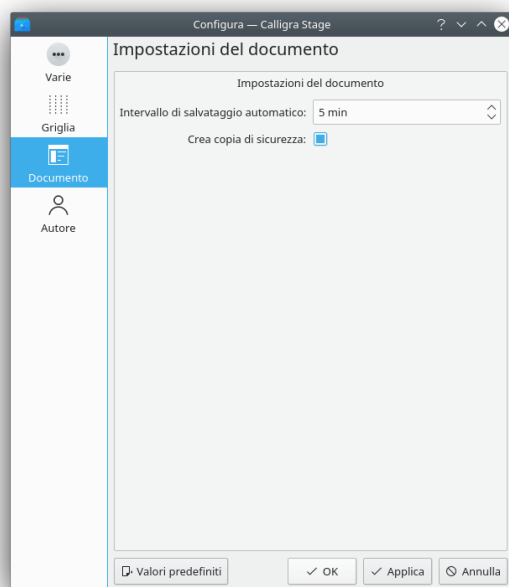 Configura — Calligra Stage
Varie
Griglia
Documento
Autore
Impostazioni del documento
Impostazioni del documento
Intervallo di salvataggio automatico: 5 min
Crea copia di sicurezza:
Valori predefiniti
OK
Applica
Annulla